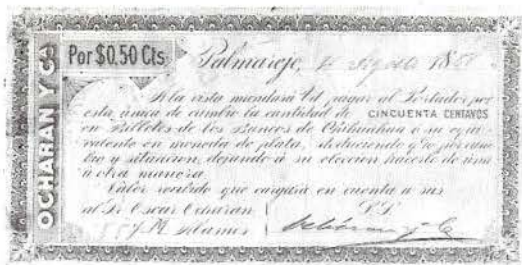 OCHARAN Y Cª
Por $0.50 Cts
Palmarejo, Agosto 188
A la vista mandará Vd pagar al Portador por
esta única de cambio la cantidad de CINCUENTA CENTAVOS
en Billetes de los Bancos de Chihuahua ó su equi
valente en moneda de plata, deduciendo % por cam
bio y situacion, dejando á su eleccion hacerlo de una
ú otra manera.
Valor recibido que cargará en cuenta a sus
al Sr Oscar Ocharan